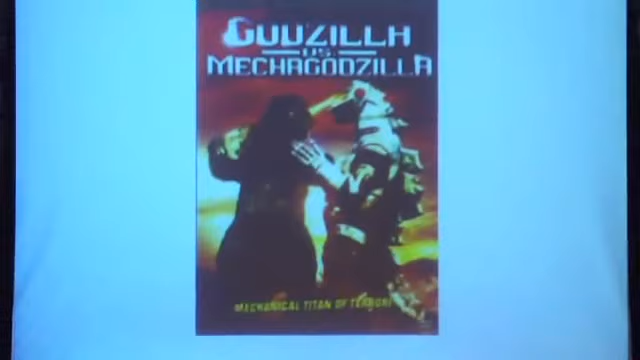 GODZILLA
VS.
MECHAGODZILLA
MECHANICAL TITAN OF TERROR!